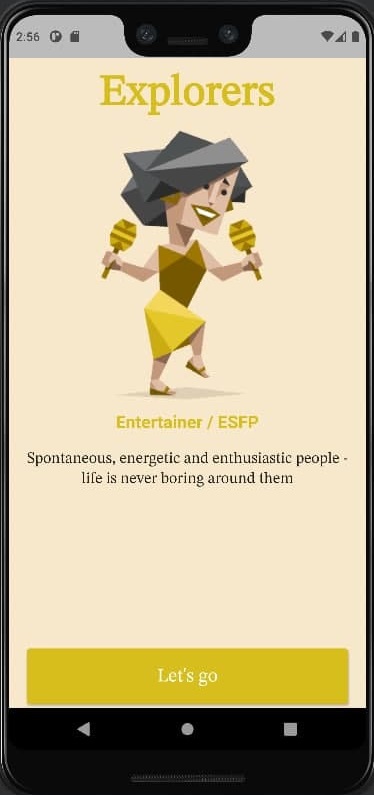 2:56
Explorers
Entertainer / ESFP
Spontaneous, energetic and enthusiastic people -
life is never boring around them
Let's go